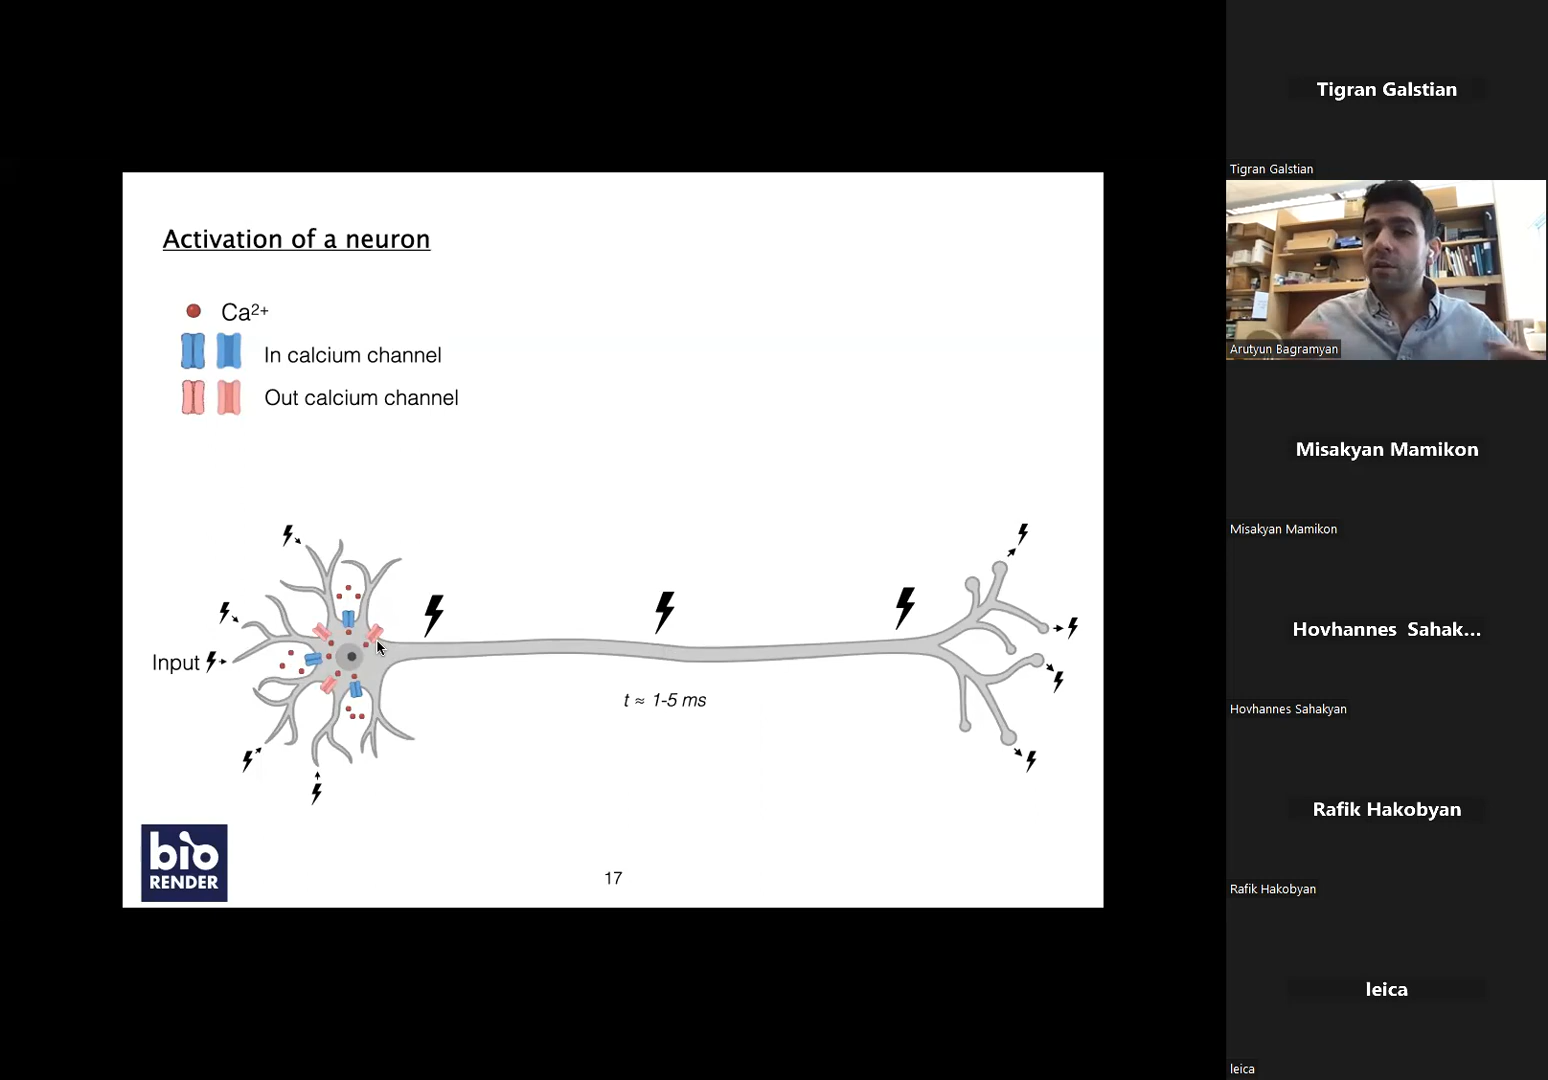 Activation of a neuron
Ca2+
In calcium channel
Out calcium channel
Input
t ≈ 1-5 ms
bio
RENDER
17
Tigran Galstian
Tigran Galstian
Arutyun Bagramyan
Misakyan Mamikon
Misakyan Mamikon
Hovhannes Sahak...
Hovhannes Sahakyan
Rafik Hakobyan
Rafik Hakobyan
leica
leica